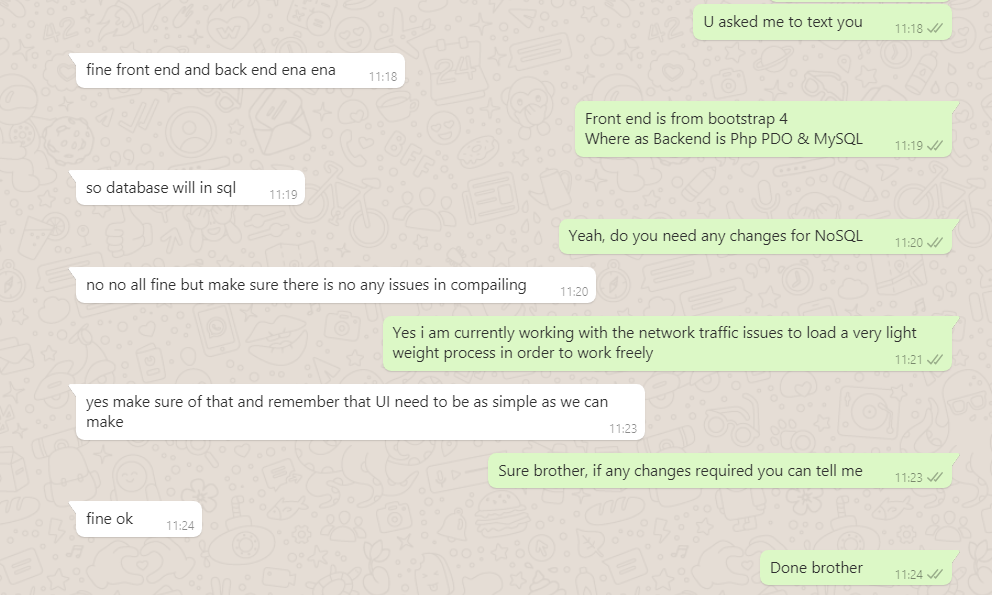 U asked me to text you
11:18
fine front end and back end ena ena
11:18
Front end is from bootstrap 4
Where as Backend is Php PDO & MySQL
11:19
so database will in sql
11:19
Yeah, do you need any changes for NoSQL
11:20
no no all fine but make sure there is no any issues in compailing
11:20
Yes i am currently working with the network traffic issues to load a very light
weight process in order to work freely
11:21
yes make sure of that and remember that UI need to be as simple as we can
make
11:23
Sure brother, if any changes required you can tell me
11:23
fine ok
11:24
Done brother
11:24